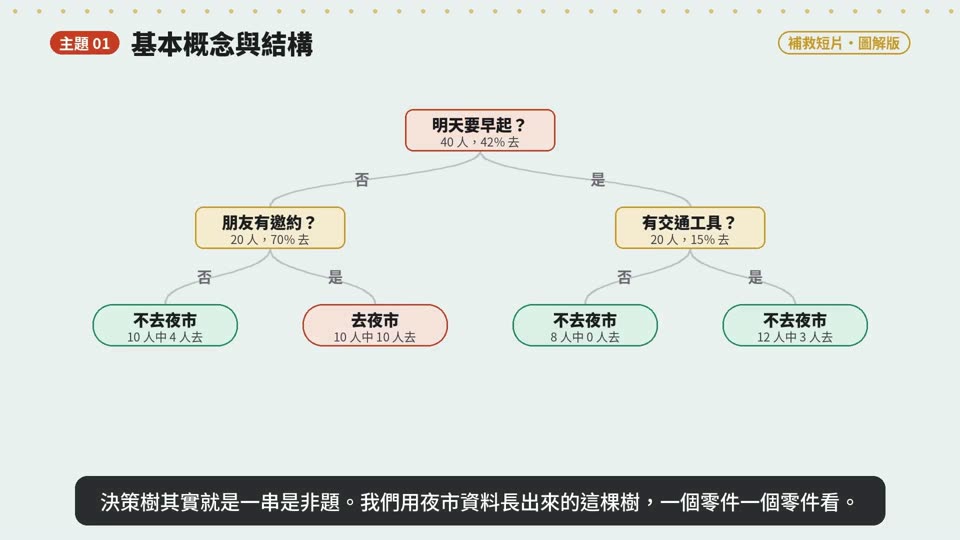 主題 01
基本概念與結構
補救短片・圖解版
明天要早起？
40 人，42% 去
否
是
朋友有邀約？
20 人，70% 去
有交通工具？
20 人，15% 去
否
是
否
是
不去夜市
10 人中 4 人去
去夜市
10 人中 10 人去
不去夜市
8 人中 0 人去
不去夜市
12 人中 3 人去
決策樹其實就是一串是非題。我們用夜市資料長出來的這棵樹，一個零件一個零件看。